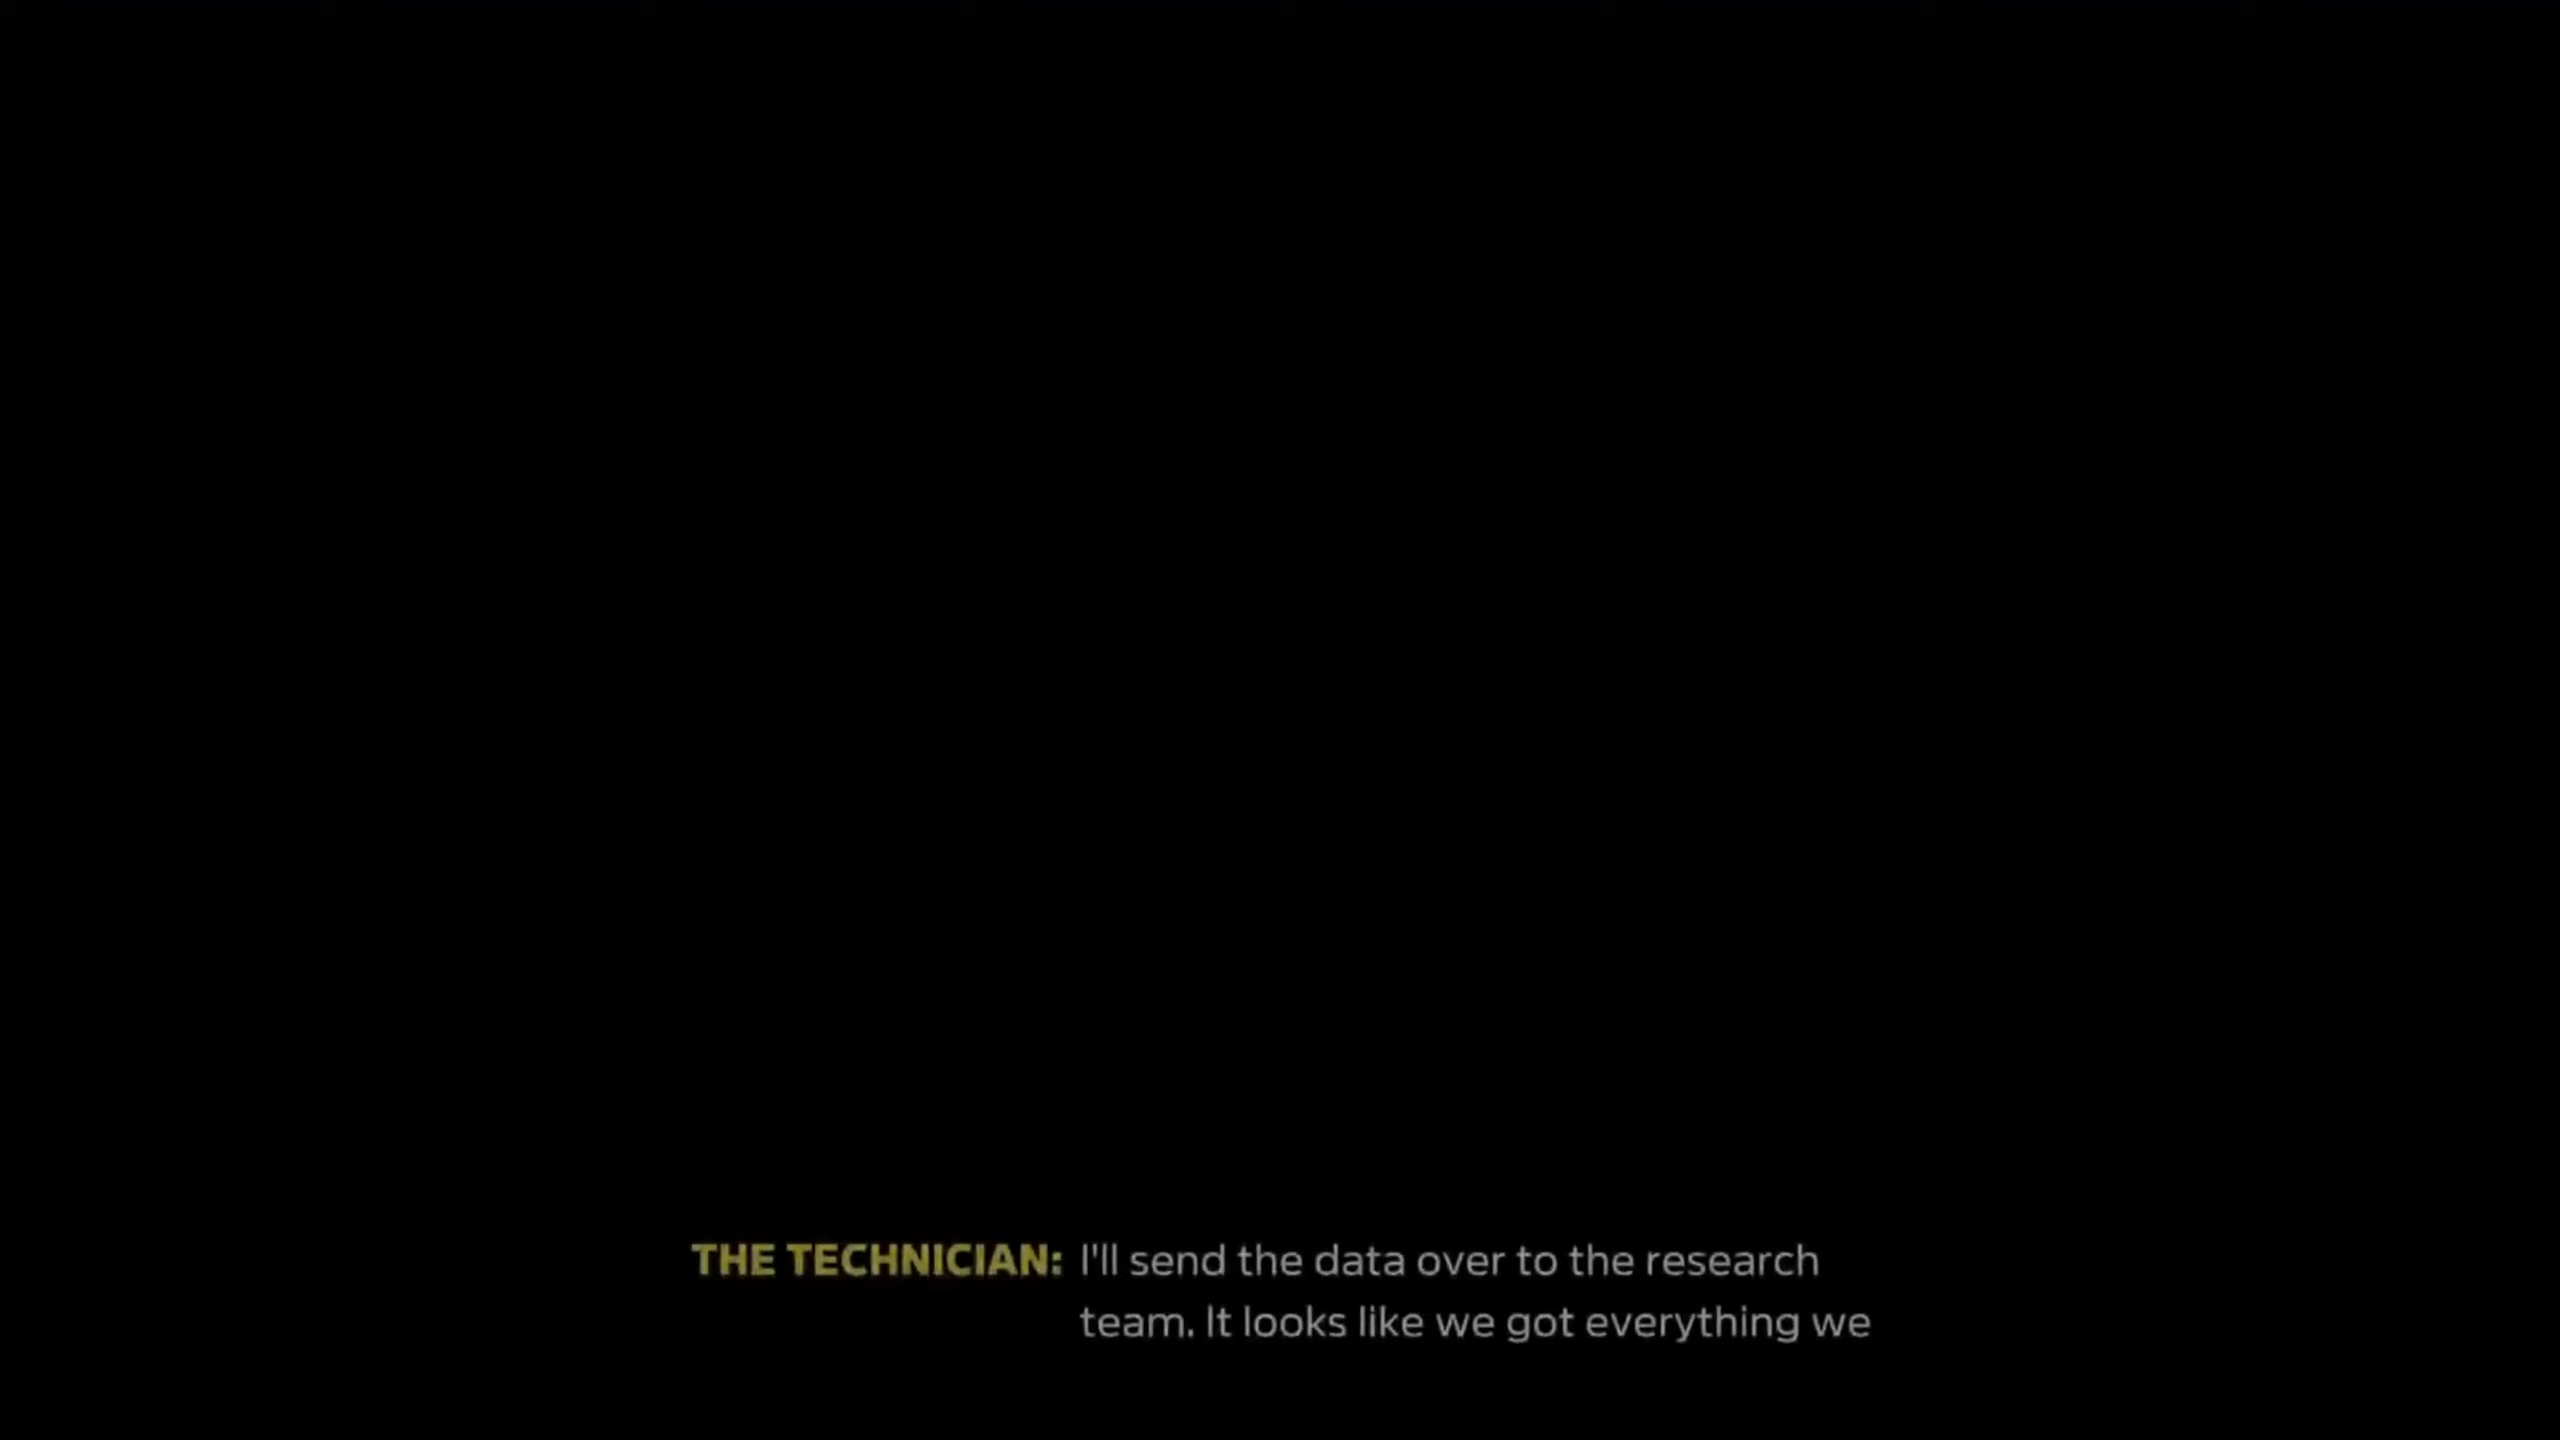 THE TECHNICIAN: I'll send the data over to the research
team. It looks like we got everything we